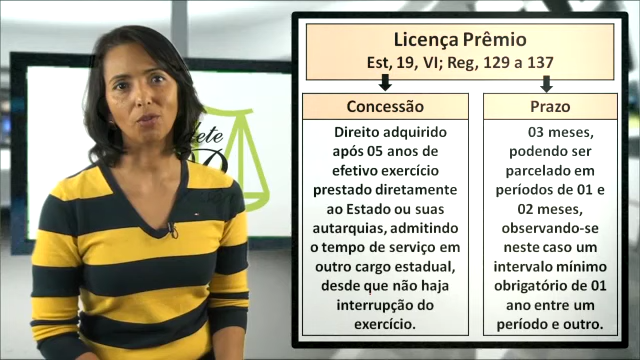 Licença Prêmio
Est, 19, VI; Reg, 129 a 137
Concessão
Direito adquirido
após 05 anos de
efetivo exercício
prestado diretamente
ao Estado ou suas
autarquias, admitindo
o tempo de serviço em
outro cargo estadual,
desde que não haja
interrupção do
exercício.
Prazo
03 meses,
podendo ser
parcelado em
períodos de 01 e
02 meses,
observando-se
neste caso um
intervalo mínimo
obrigatório de 01
ano entre um
período e outro.